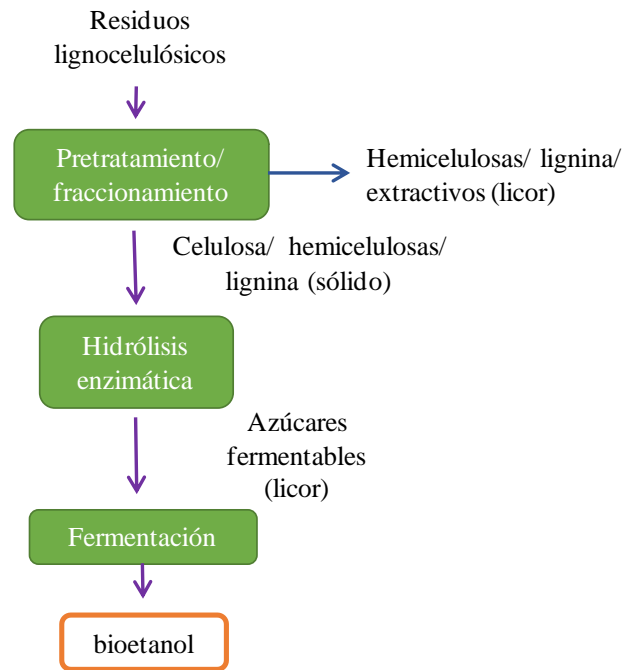 Residuos
lignocelulósicos
Pretratamiento/
fraccionamiento
Hemicelulosas/ lignina/
extractivos (licor)
Celulosa/ hemicelulosas/
lignina (sólido)
Hidrólisis
enzimática
Azúcares
fermentables
(licor)
Fermentación
bioetanol